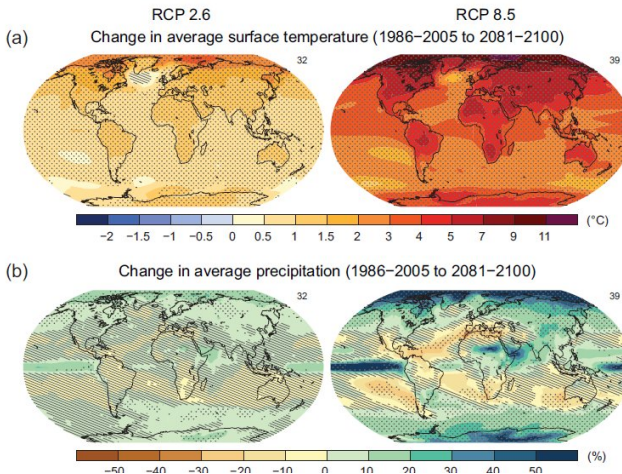 RCP 2.6 RCP 8.5
(a) Change in average surface temperature (1986−2005 to 2081−2100)
32 39
−2 −1.5 −1 −0.5 0 0.5 1 1.5 2 3 4 5 7 9 11 (°C)
(b) Change in average precipitation (1986−2005 to 2081−2100)
32 39
−50 −40 −30 −20 −10 0 10 20 30 40 50 (%)